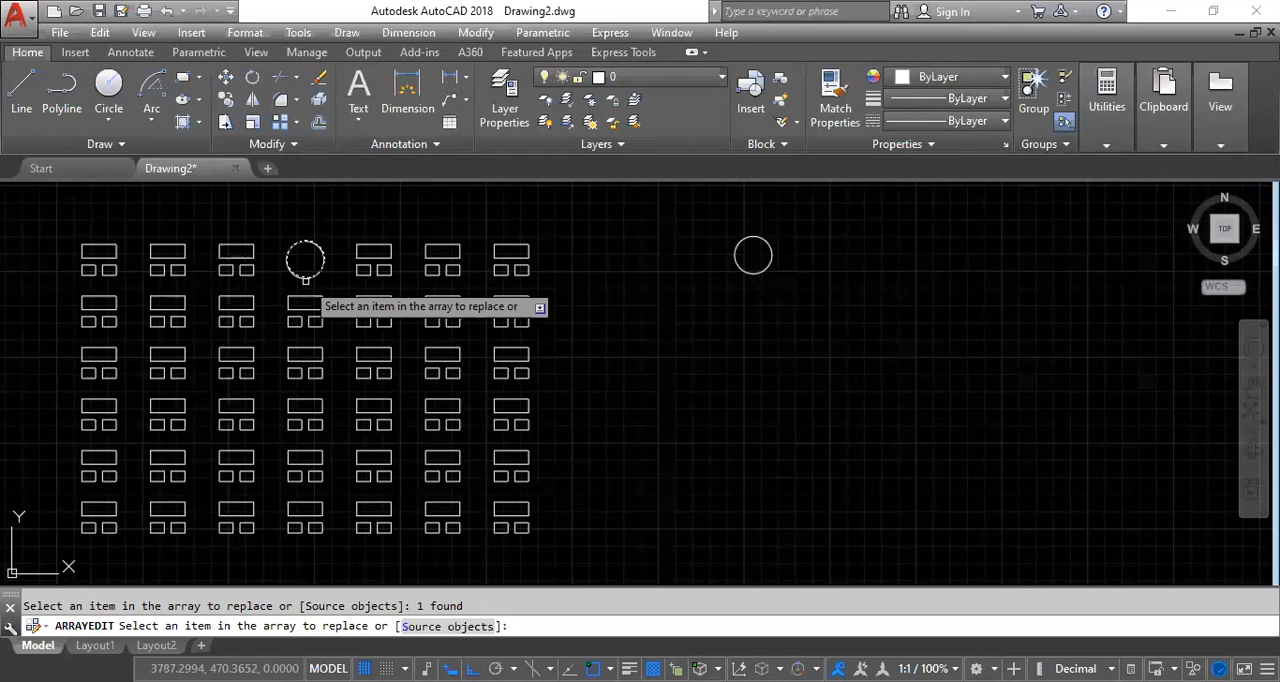 Autodesk AutoCAD 2018 Drawing2.dwg
Type a keyword or phrase
Sign In
File Edit View Insert Format Tools Draw Dimension Modify Parametric Express Window Help
Home Insert Annotate Parametric View Manage Output Add-ins A360 Featured Apps Express Tools
0
ByLayer
ByLayer
ByLayer
Line Polyline Circle Arc Text Dimension Layer Properties Insert Match Properties Group Utilities Clipboard View
Draw Modify Annotation Layers Block Properties Groups
Start Drawing2*
N
W TOP E
S
WCS
Select an item in the array to replace or
Y
X
Select an item in the array to replace or [Source objects]: 1 found
ARRAYEDIT Select an item in the array to replace or [Source objects]:
Model Layout1 Layout2
3787.2994, 470.3652, 0.0000 MODEL 1:1 / 100% Decimal